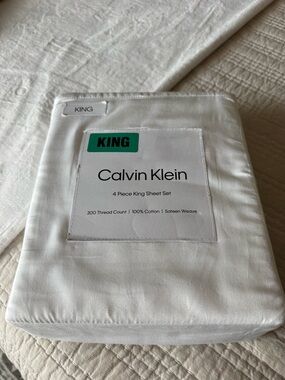 KING
KING
Calvin Klein
4 Piece King Sheet Set
300 Thread Count | 100% Cotton | Sateen Weave